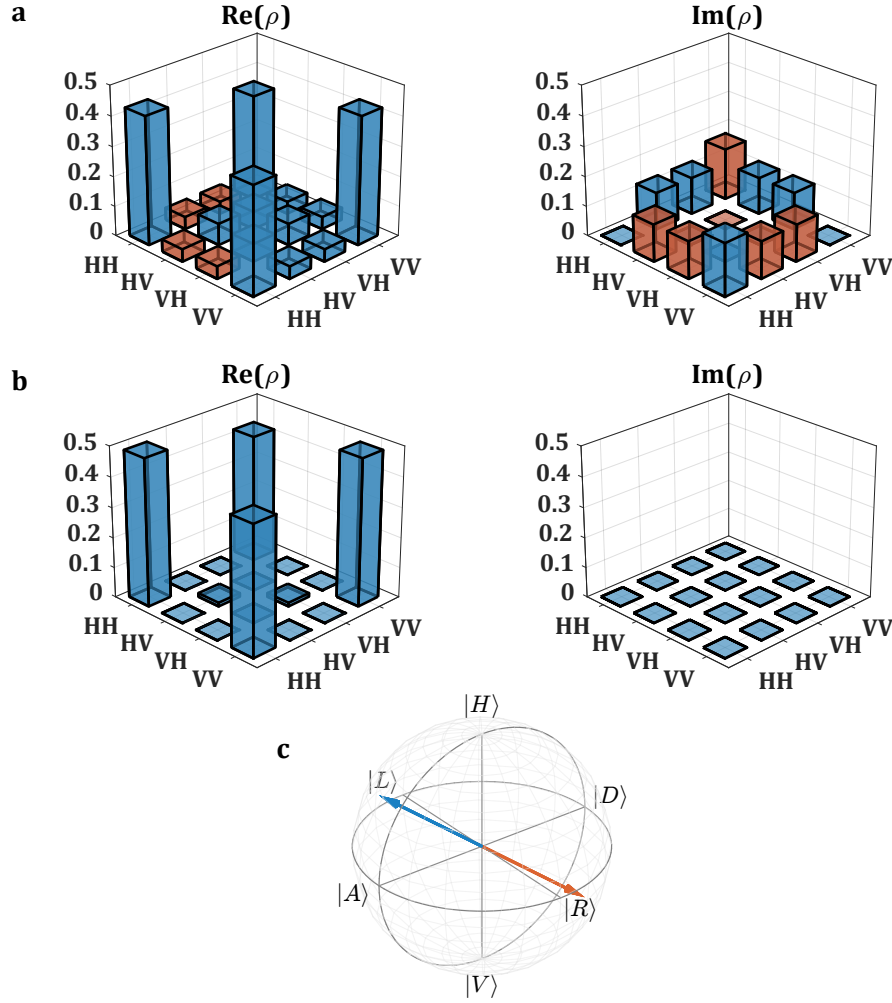 a
Re(ρ)
Im(ρ)
0.5
0.4
0.3
0.2
0.1
0
HH
HV
VH
VV
HH
HV
VH
VV
0.5
0.4
0.3
0.2
0.1
0
HH
HV
VH
VV
HH
HV
VH
VV
b
Re(ρ)
Im(ρ)
0.5
0.4
0.3
0.2
0.1
0
HH
HV
VH
VV
HH
HV
VH
VV
0.5
0.4
0.3
0.2
0.1
0
HH
HV
VH
VV
HH
HV
VH
VV
c
|H⟩
|L⟩
|D⟩
|A⟩
|R⟩
|V⟩